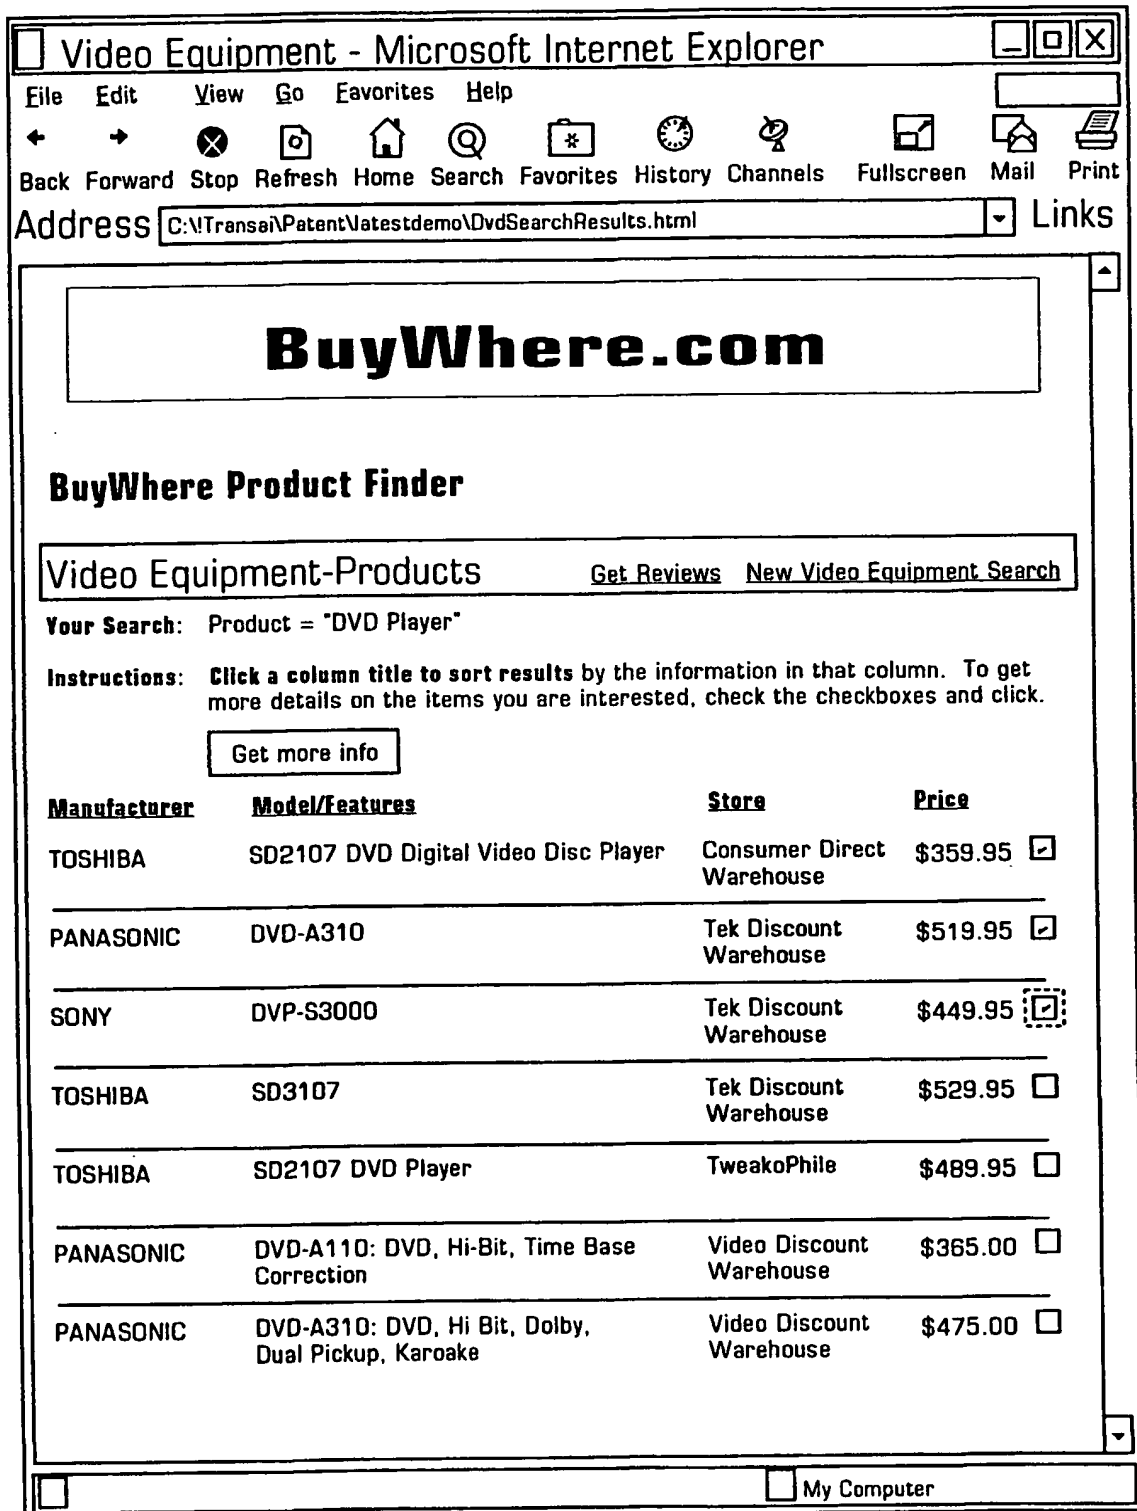 Video Equipment - Microsoft Internet Explorer
File Edit View Go Eavorites Help
Back Forward Stop Refresh Home Search Favorites History Channels Fullscreen Mail Print
Address C:\!Transai\Patent\latestdemo\DvdSearchResults.html Links
BuyWhere.com
BuyWhere Product Finder
Video Equipment-Products Get Reviews New Video Equipment Search
Your Search: Product = "DVD Player"
Instructions: Click a column title to sort results by the information in that column. To get
more details on the items you are interested, check the checkboxes and click.
Get more info
Manufacturer Model/Features Store Price
TOSHIBA SD2107 DVD Digital Video Disc Player Consumer Direct $359.95
Warehouse
PANASONIC DVD-A310 Tek Discount $519.95
Warehouse
SONY DVP-S3000 Tek Discount $449.95
Warehouse
TOSHIBA SD3107 Tek Discount $529.95
Warehouse
TOSHIBA SD2107 DVD Player TweakoPhile $489.95
PANASONIC DVD-A110: DVD, Hi-Bit, Time Base Video Discount $365.00
Correction Warehouse
PANASONIC DVD-A310: DVD, Hi Bit, Dolby, Video Discount $475.00
Dual Pickup, Karoake Warehouse
My Computer